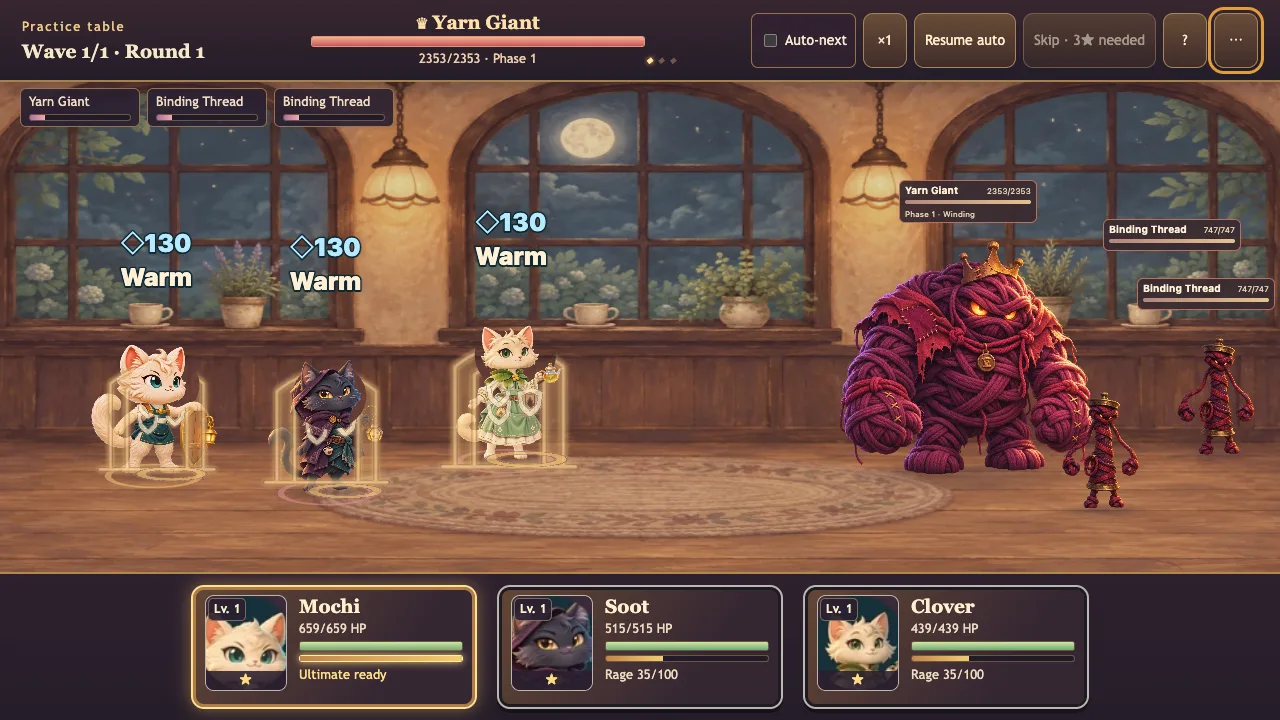 Practice table
Wave 1/1 · Round 1
♛ Yarn Giant
2353/2353 · Phase 1
Auto-next
×1
Resume auto
Skip · 3★ needed
?
···
Yarn Giant
Binding Thread
Binding Thread
◇130
Warm
◇130
Warm
◇130
Warm
Yarn Giant 2353/2353
Phase 1 · Winding
Binding Thread 747/747
Binding Thread 747/747
Lv. 1
Mochi
659/659 HP
Ultimate ready
Lv. 1
Soot
515/515 HP
Rage 35/100
Lv. 1
Clover
439/439 HP
Rage 35/100